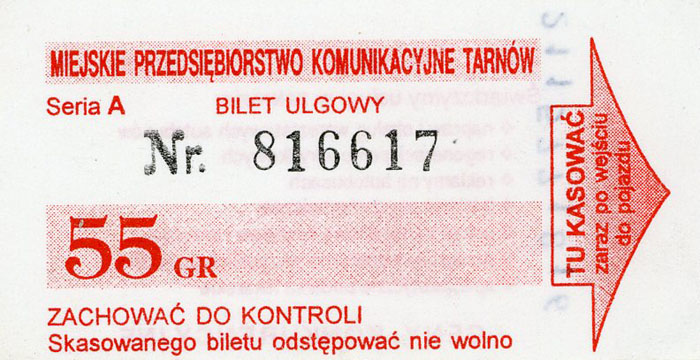 MIEJSKIE PRZEDSIĘBIORSTWO KOMUNIKACYJNE TARNÓW
Seria A BILET ULGOWY
Nr. 816617
55 GR
ZACHOWAĆ DO KONTROLI
Skasowanego biletu odstępować nie wolno
TU KASOWAĆ
zaraz po wejściu
do pojazdu